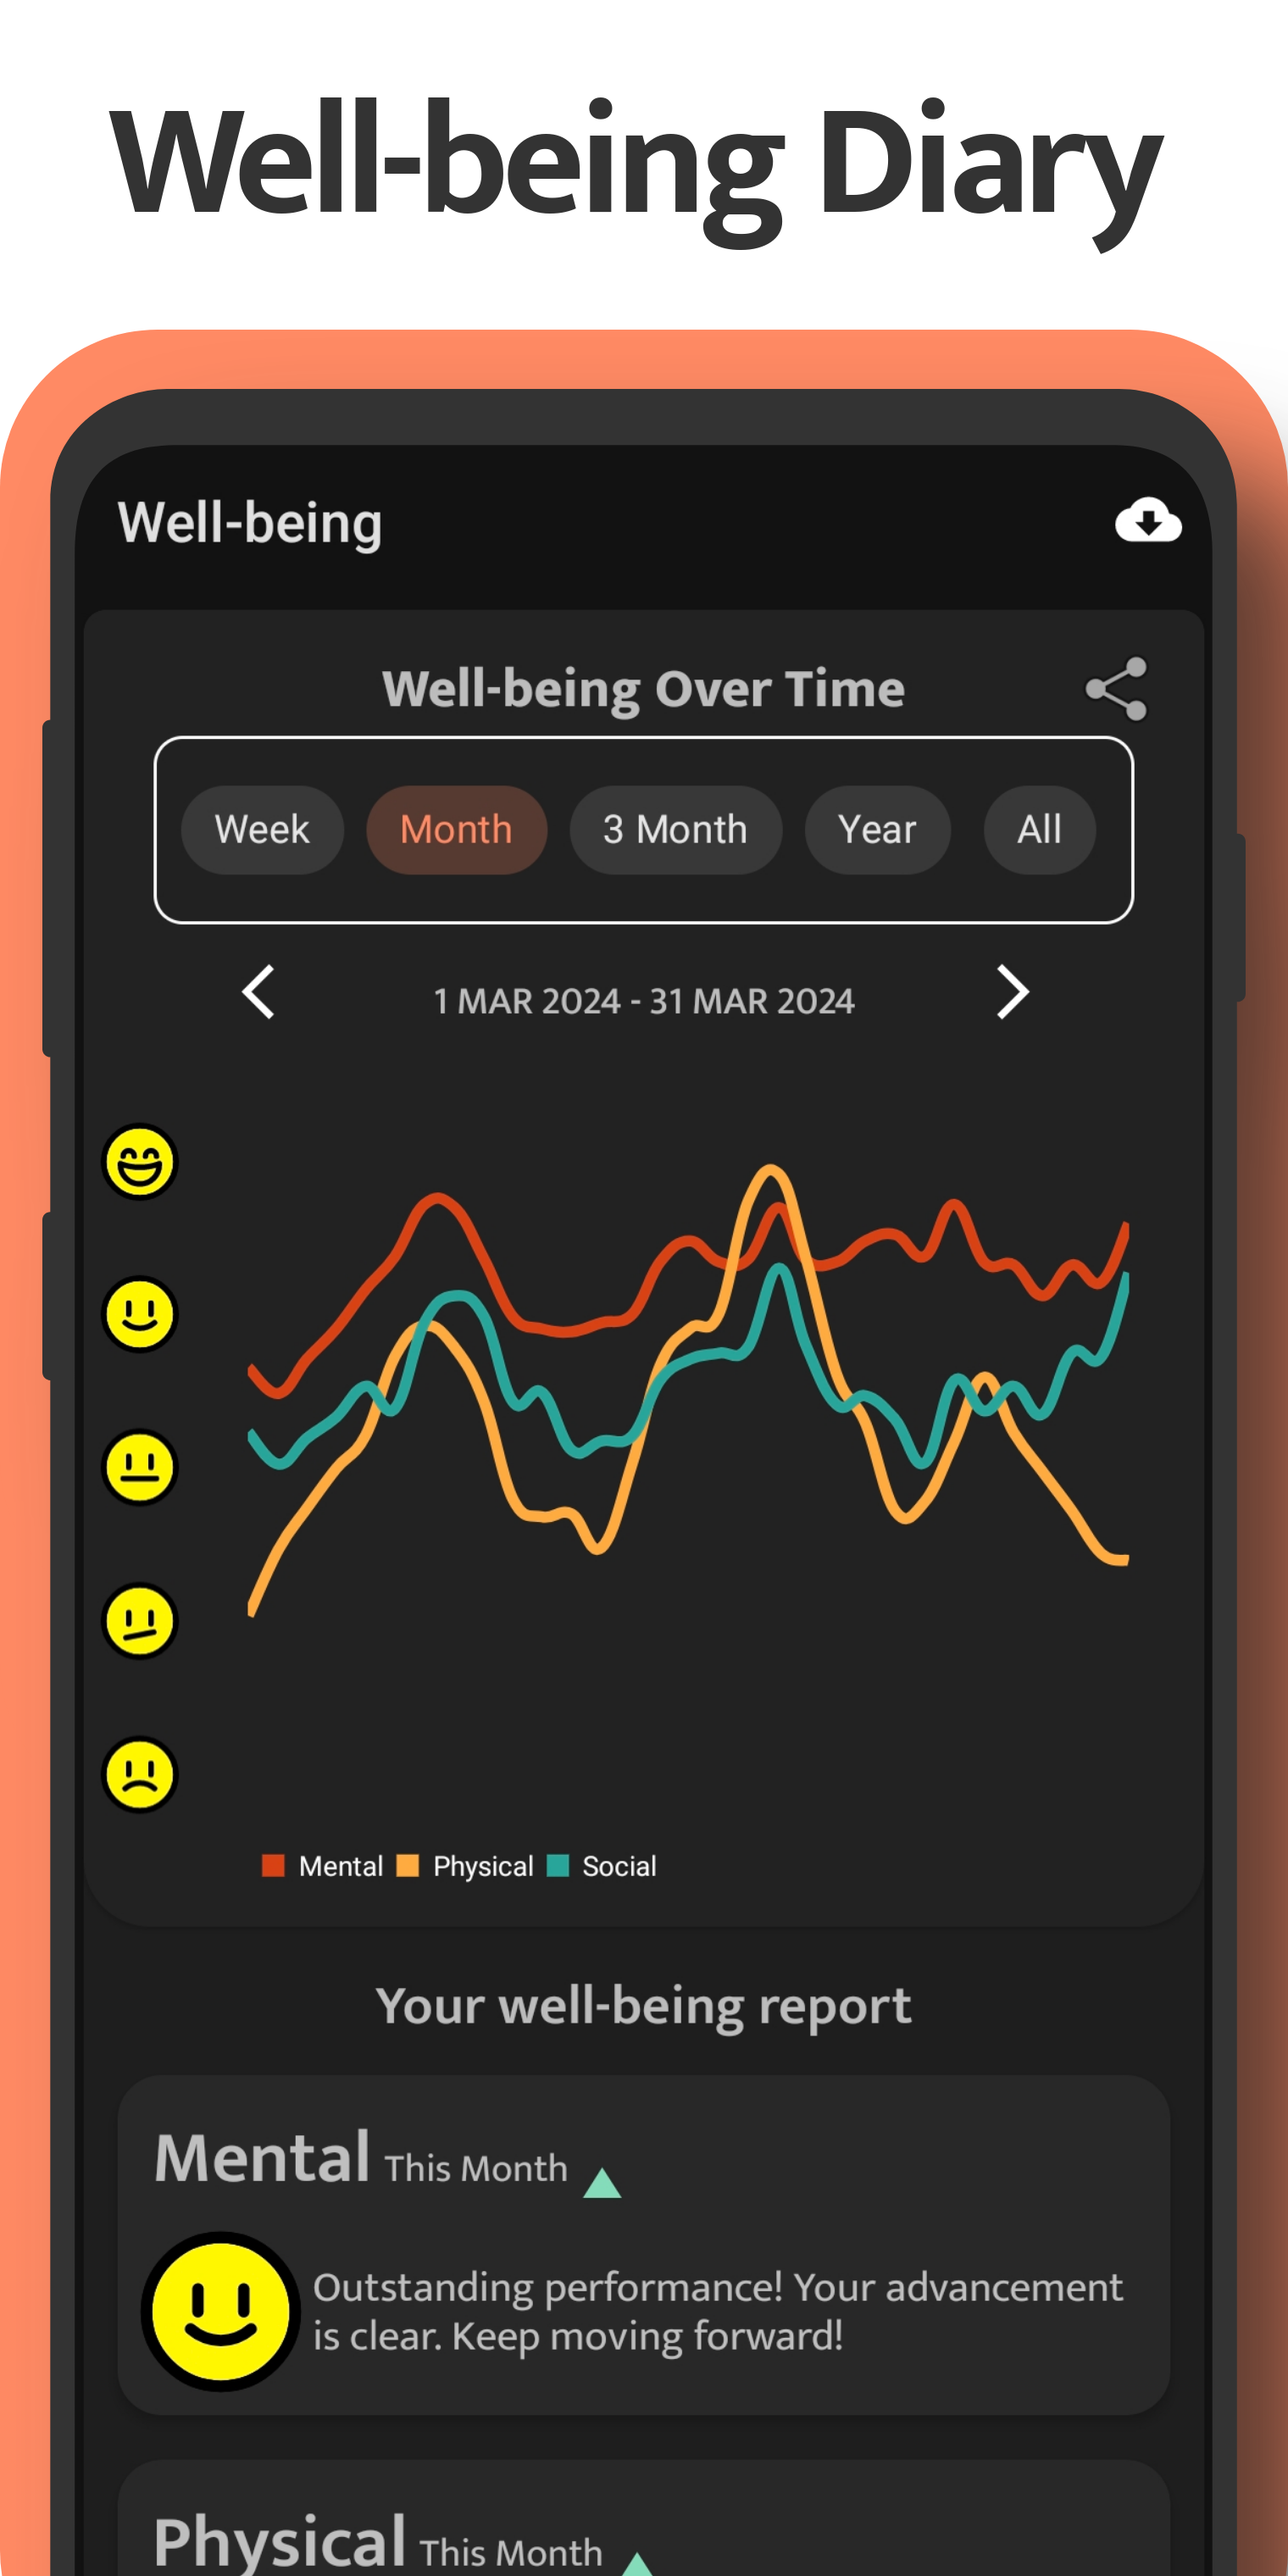 Well-being Diary
Well-being
Well-being Over Time
Week Month 3 Month Year All
1 MAR 2024 - 31 MAR 2024
Mental Physical Social
Your well-being report
Mental This Month
Outstanding performance! Your advancement
is clear. Keep moving forward!
Physical This Month